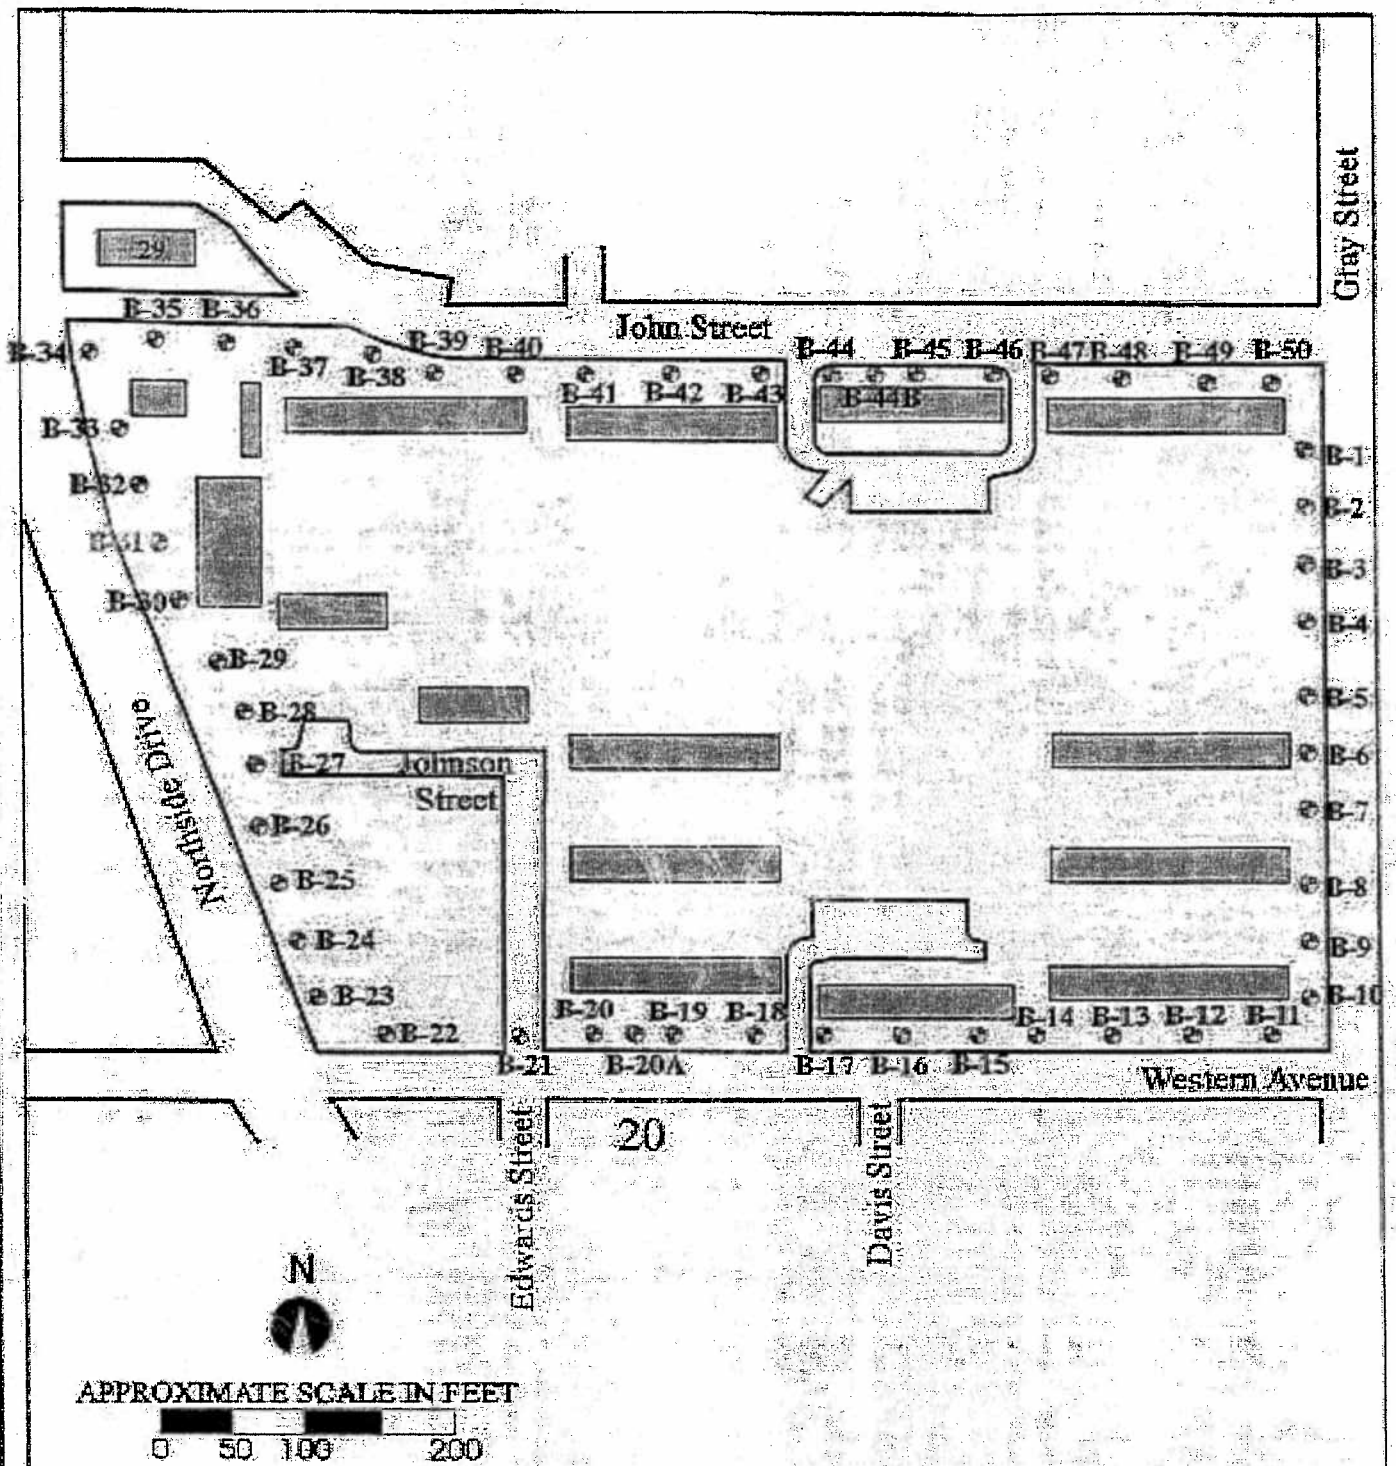 Gray Street
29
B-35 B-36
John Street
B-34
B-37
B-38
B-39
B-40
B-44 B-45 B-46 B-47 B-48 B-49 B-50
B-41 B-42 B-43
B-44B
B-33
B-1
B-32
B-2
B-31
B-3
B-30
B-4
B-29
B-5
B-28
B-6
B-27
Johnson
Street
B-7
Northside Drive
B-26
B-25
B-8
B-24
B-9
B-23
B-10
B-22
B-20 B-19 B-18
B-14 B-13 B-12 B-11
B-21 B-20A B-17 B-16 B-15
Western Avenue
20
Edwards Street
Davis Street
N
APPROXIMATE SCALE IN FEET
0 50 100 200